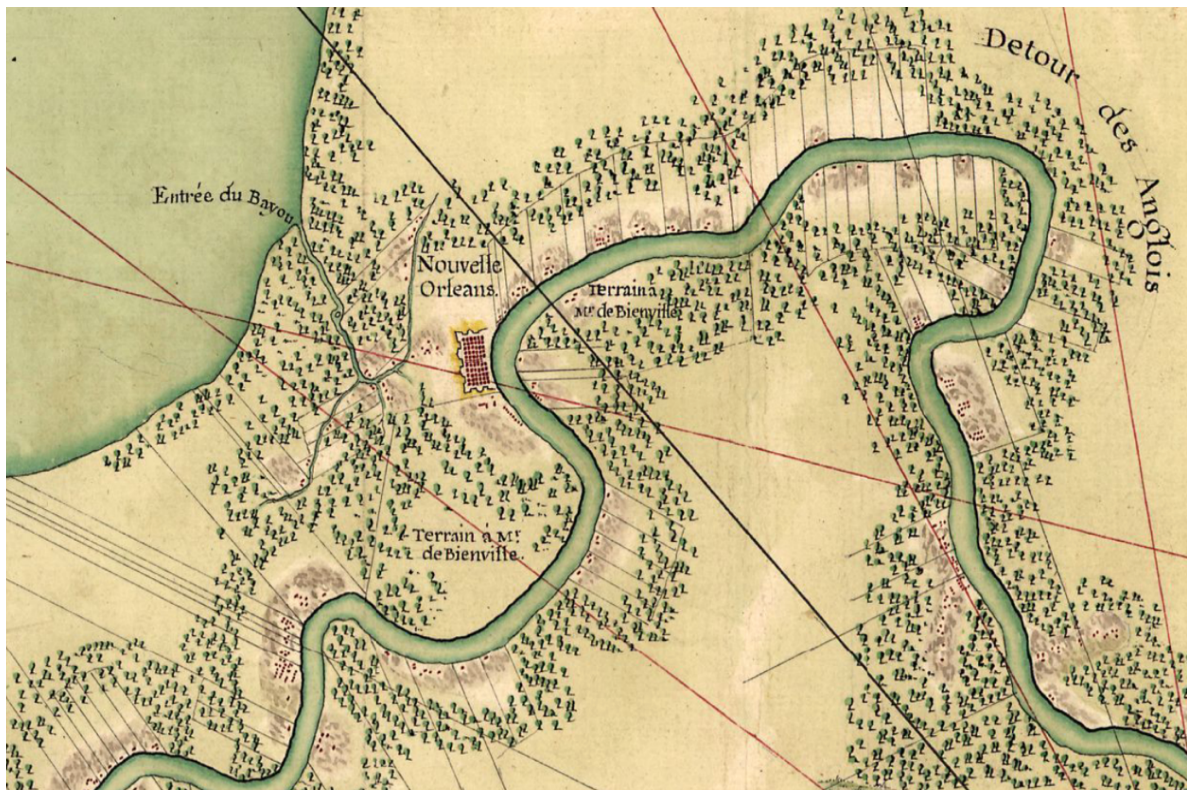 Detour
des
Anglois
Entrée du Bayou
Nouvelle
Orleans.
Terrain à
Mr. de Bienville.
Terrain à Mr.
de Bienville.